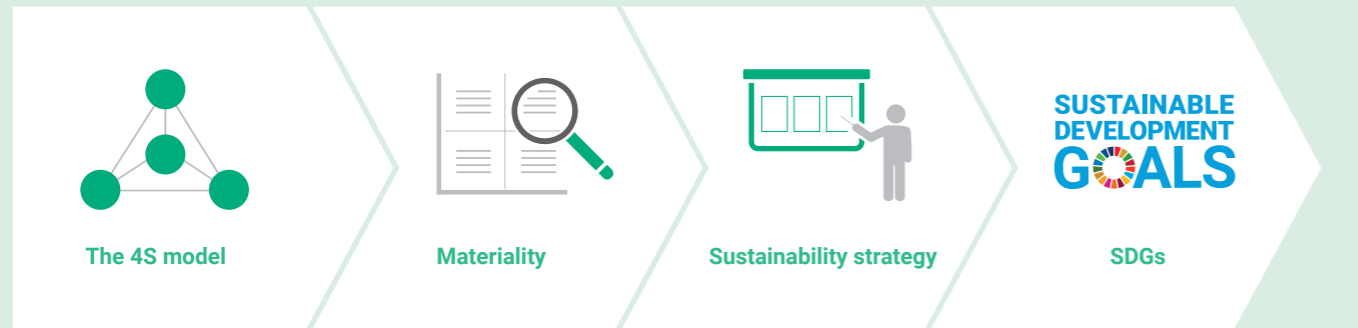 SUSTAINABLE
DEVELOPMENT
GOALS
The 4S model
Materiality
Sustainability strategy
SDGs